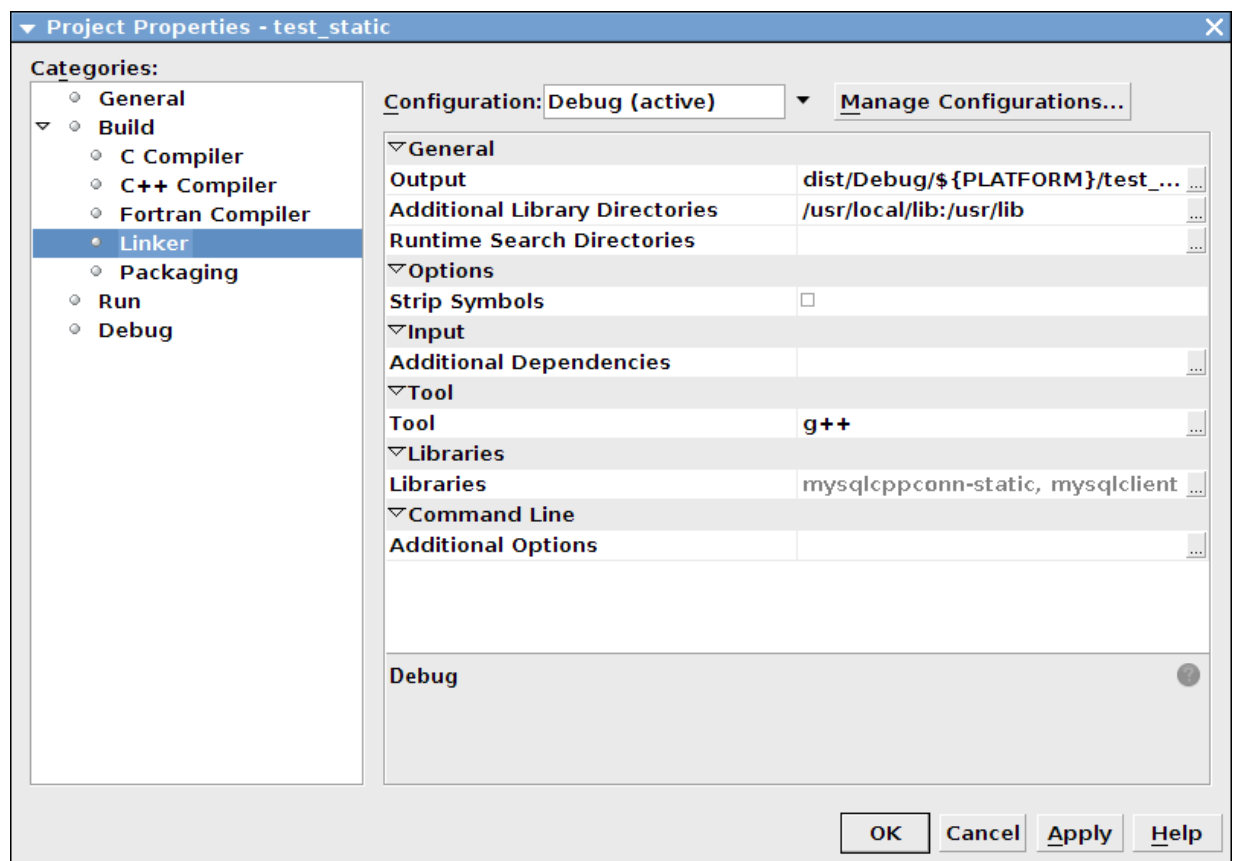 Project Properties - test_static
Categories:
General
Build
C Compiler
C++ Compiler
Fortran Compiler
Linker
Packaging
Run
Debug
Configuration: Debug (active) Manage Configurations...
General
Output dist/Debug/${PLATFORM}/test_... ...
Additional Library Directories /usr/local/lib:/usr/lib ...
Runtime Search Directories ...
Options
Strip Symbols
Input
Additional Dependencies ...
Tool
Tool g++ ...
Libraries
Libraries mysqlcppconn-static, mysqlclient ...
Command Line
Additional Options ...
Debug ?
OK Cancel Apply Help